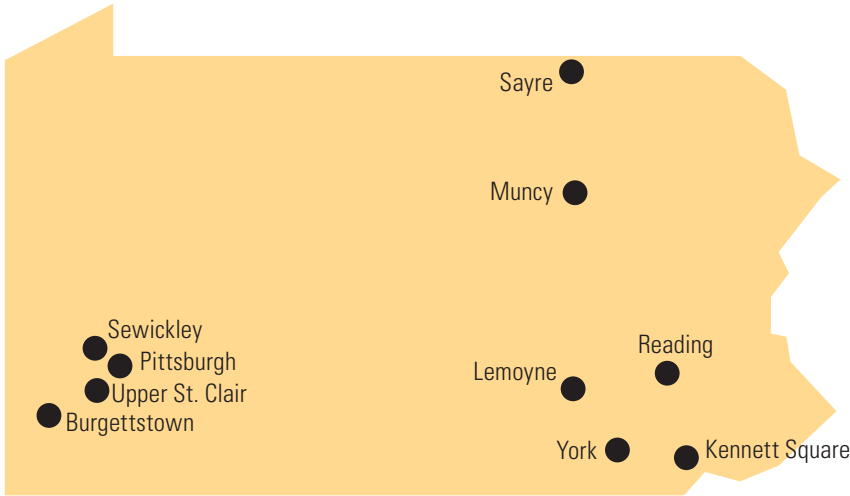 Sayre
Muncy
Sewickley
Pittsburgh
Reading
Lemoyne
Upper St. Clair
Burgettstown
York
Kennett Square